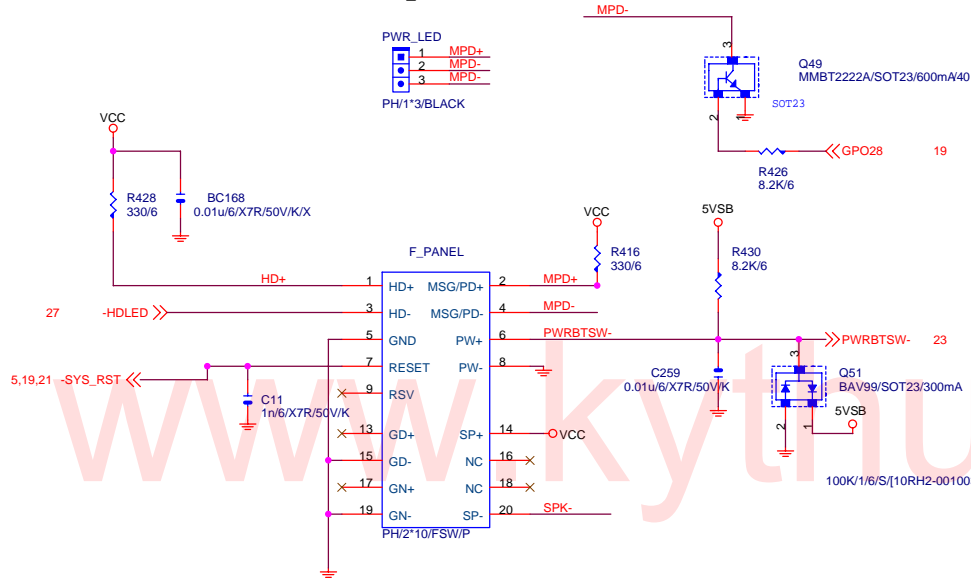 MPD-
PWR_LED
1 MPD+
2 MPD-
3 MPD-
PH/1*3/BLACK
3
Q49
MMBT2222A/SOT23/600mA/40
SOT23
2
1
GPO28 19
R426
8.2K/6
VCC
R428
330/6
BC168
0.01u/6/X7R/50V/K/X
VCC
R416
330/6
5VSB
R430
8.2K/6
F_PANEL
HD+ 1 HD+ MSG/PD+ 2 MPD+
27 -HDLED 3 HD- MSG/PD- 4 MPD-
5 GND PW+ 6 PWRBTSW- PWRBTSW- 23
7 RESET PW- 8
5,19,21 -SYS_RST
9 RSV
C11
1n/6/X7R/50V/K
C259
0.01u/6/X7R/50V/K
3
Q51
BAV99/SOT23/300mA
5VSB
2
1
13 GD+ SP+ 14 VCC
15 GD- NC 16
17 GN+ NC 18
19 GN- SP- 20 SPK-
PH/2*10/FSW/P
100K/1/6/S/[10RH2-00100
www.kythu